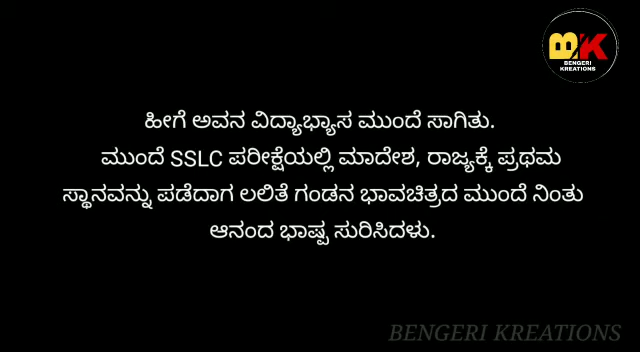 BK
BENGERI
KREATIONS
ಹೀಗೆ ಅವನ ವಿದ್ಯಾಭ್ಯಾಸ ಮುಂದೆ ಸಾಗಿತು.
ಮುಂದೆ SSLC ಪರೀಕ್ಷೆಯಲ್ಲಿ ಮಾದೇಶ, ರಾಜ್ಯಕ್ಕೆ ಪ್ರಥಮ
ಸ್ಥಾನವನ್ನು ಪಡೆದಾಗ ಲಲಿತೆ ಗಂಡನ ಭಾವಚಿತ್ರದ ಮುಂದೆ ನಿಂತು
ಆನಂದ ಭಾಷ್ಪ ಸುರಿಸಿದಳು.
BENGERI KREATIONS